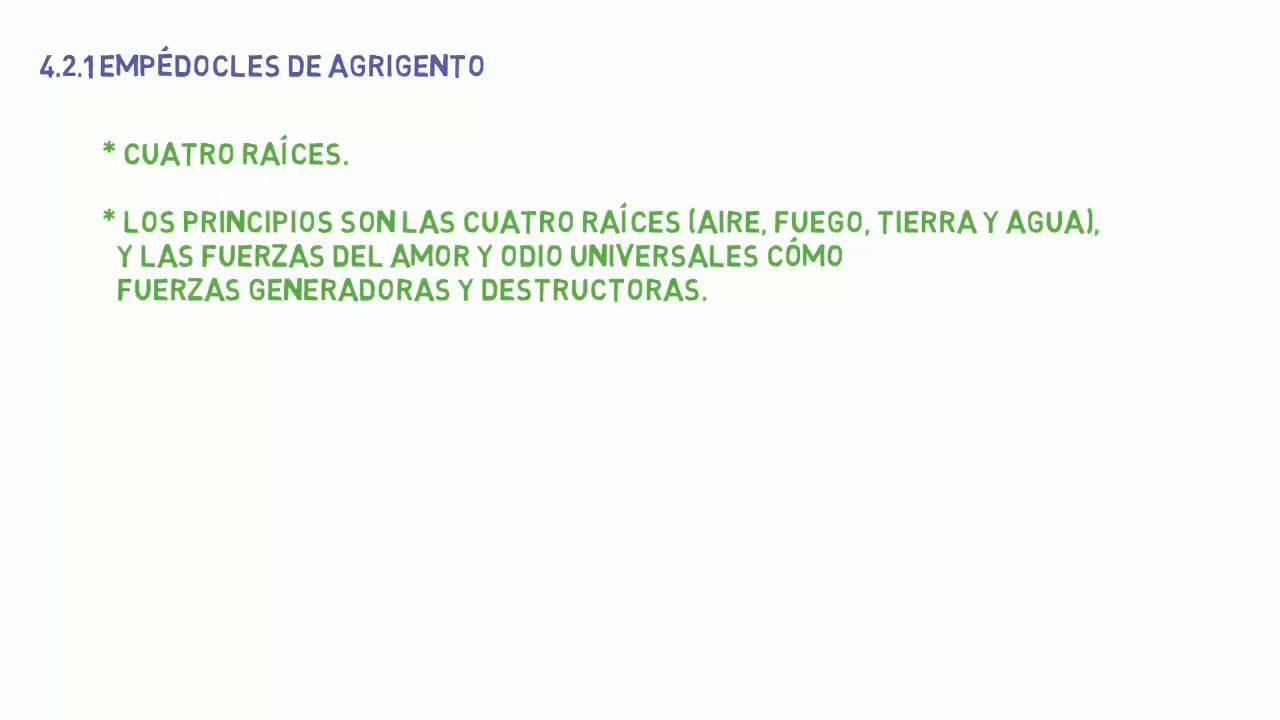 4.2.1 EMPÉDOCLES DE AGRIGENTO
* CUATRO RAÍCES.
* LOS PRINCIPIOS SON LAS CUATRO RAÍCES (AIRE, FUEGO, TIERRA Y AGUA),
Y LAS FUERZAS DEL AMOR Y ODIO UNIVERSALES CÓMO
FUERZAS GENERADORAS Y DESTRUCTORAS.